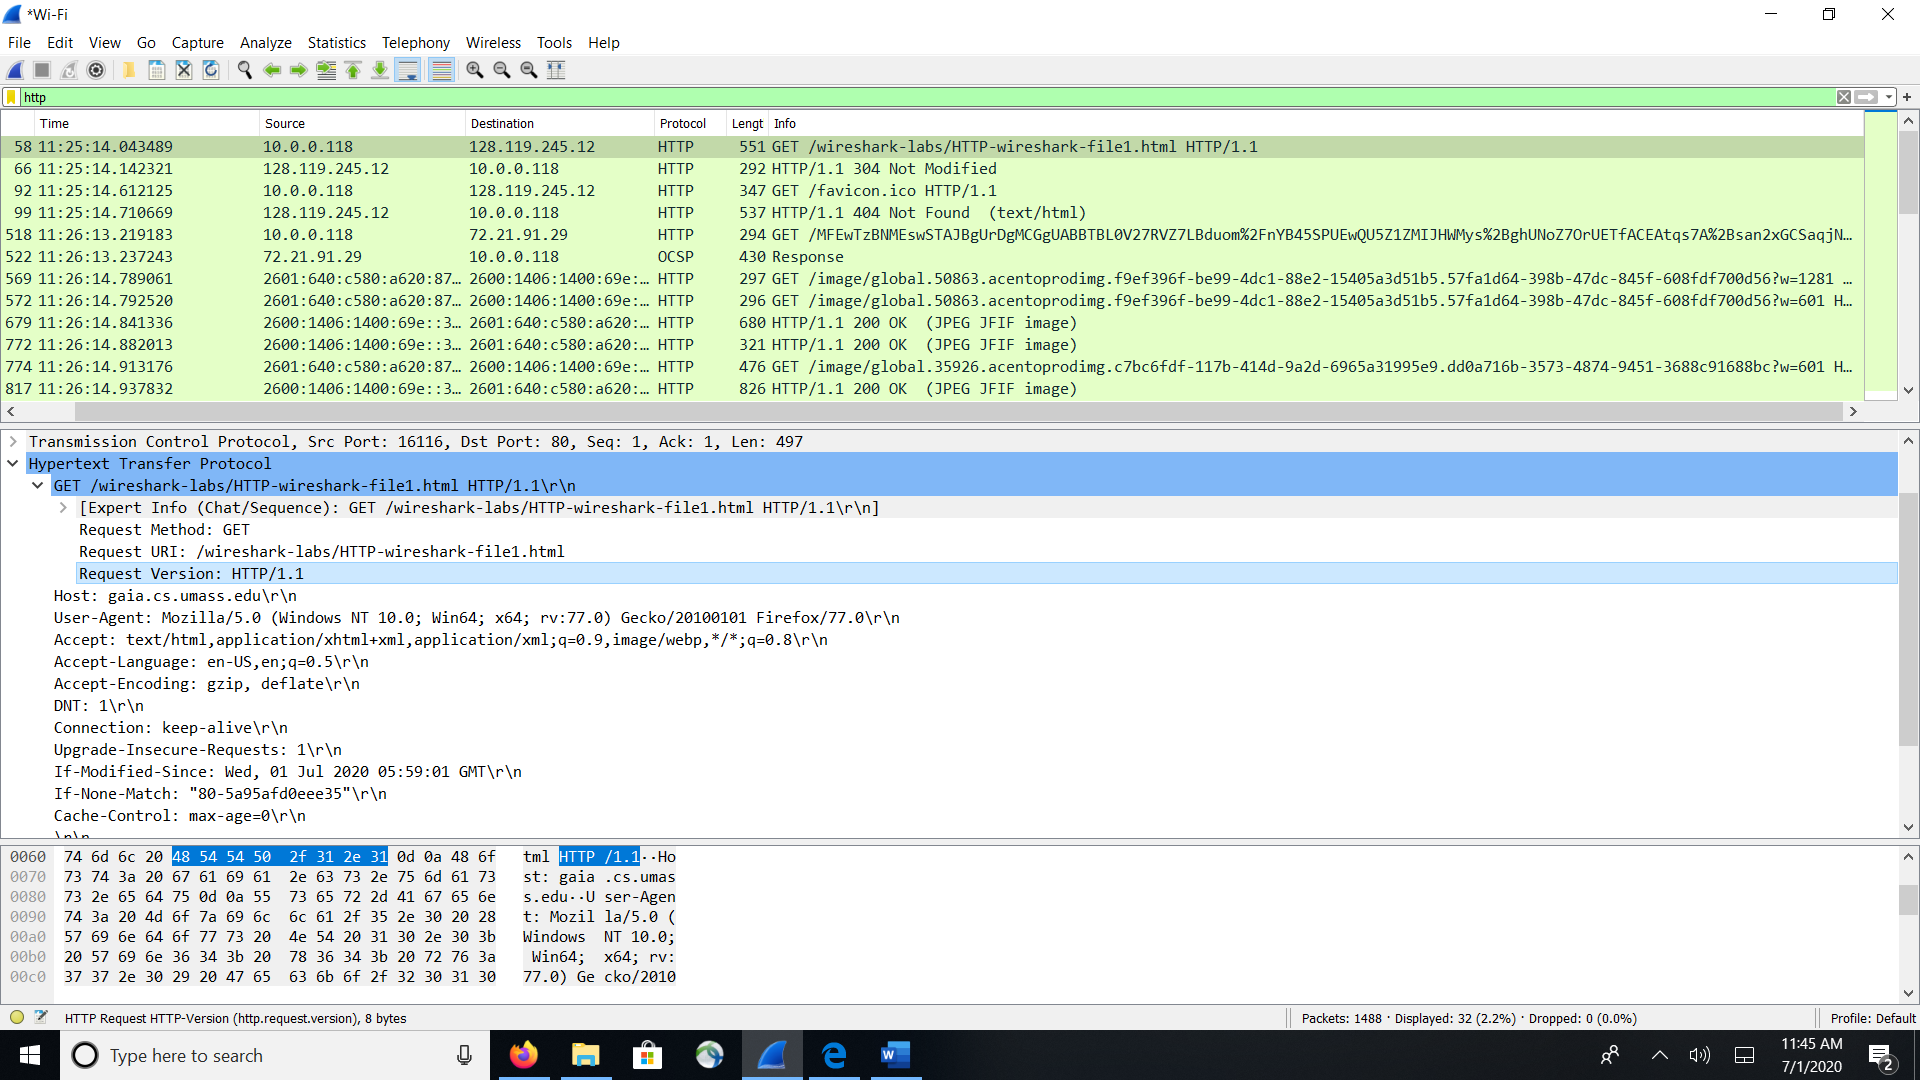 *Wi-Fi
File Edit View Go Capture Analyze Statistics Telephony Wireless Tools Help
http
Time Source Destination Protocol Lengt Info
58 11:25:14.043489 10.0.0.118 128.119.245.12 HTTP 551 GET /wireshark-labs/HTTP-wireshark-file1.html HTTP/1.1
66 11:25:14.142321 128.119.245.12 10.0.0.118 HTTP 292 HTTP/1.1 304 Not Modified
92 11:25:14.612125 10.0.0.118 128.119.245.12 HTTP 347 GET /favicon.ico HTTP/1.1
99 11:25:14.710669 128.119.245.12 10.0.0.118 HTTP 537 HTTP/1.1 404 Not Found (text/html)
518 11:26:13.219183 10.0.0.118 72.21.91.29 HTTP 294 GET /MFEwTzBNMEswSTAJBgUrDgMCGgUABBTBL0V27RVZ7LBduom%2FnYB45SPUEwQU5Z1ZMIJHWMys%2BghUNoZ7OrUETfACEAtqs7A%2Bsan2xGCSaqjN…
522 11:26:13.237243 72.21.91.29 10.0.0.118 OCSP 430 Response
569 11:26:14.789061 2601:640:c580:a620:87… 2600:1406:1400:69e:… HTTP 297 GET /image/global.50863.acentoprodimg.f9ef396f-be99-4dc1-88e2-15405a3d51b5.57fa1d64-398b-47dc-845f-608fdf700d56?w=1281 …
572 11:26:14.792520 2601:640:c580:a620:87… 2600:1406:1400:69e:… HTTP 296 GET /image/global.50863.acentoprodimg.f9ef396f-be99-4dc1-88e2-15405a3d51b5.57fa1d64-398b-47dc-845f-608fdf700d56?w=601 H…
679 11:26:14.841336 2600:1406:1400:69e::3… 2601:640:c580:a620:… HTTP 680 HTTP/1.1 200 OK (JPEG JFIF image)
772 11:26:14.882013 2600:1406:1400:69e::3… 2601:640:c580:a620:… HTTP 321 HTTP/1.1 200 OK (JPEG JFIF image)
774 11:26:14.913176 2601:640:c580:a620:87… 2600:1406:1400:69e:… HTTP 476 GET /image/global.35926.acentoprodimg.c7bc6fdf-117b-414d-9a2d-6965a31995e9.dd0a716b-3573-4874-9451-3688c91688bc?w=601 H…
817 11:26:14.937832 2600:1406:1400:69e::3… 2601:640:c580:a620:… HTTP 826 HTTP/1.1 200 OK (JPEG JFIF image)
Transmission Control Protocol, Src Port: 16116, Dst Port: 80, Seq: 1, Ack: 1, Len: 497
Hypertext Transfer Protocol
GET /wireshark-labs/HTTP-wireshark-file1.html HTTP/1.1\r\n
[Expert Info (Chat/Sequence): GET /wireshark-labs/HTTP-wireshark-file1.html HTTP/1.1\r\n]
Request Method: GET
Request URI: /wireshark-labs/HTTP-wireshark-file1.html
Request Version: HTTP/1.1
Host: gaia.cs.umass.edu\r\n
User-Agent: Mozilla/5.0 (Windows NT 10.0; Win64; x64; rv:77.0) Gecko/20100101 Firefox/77.0\r\n
Accept: text/html,application/xhtml+xml,application/xml;q=0.9,image/webp,*/*;q=0.8\r\n
Accept-Language: en-US,en;q=0.5\r\n
Accept-Encoding: gzip, deflate\r\n
DNT: 1\r\n
Connection: keep-alive\r\n
Upgrade-Insecure-Requests: 1\r\n
If-Modified-Since: Wed, 01 Jul 2020 05:59:01 GMT\r\n
If-None-Match: "80-5a95afd0eee35"\r\n
Cache-Control: max-age=0\r\n
\r\n
0060 74 6d 6c 20 48 54 54 50 2f 31 2e 31 0d 0a 48 6f tml HTTP /1.1··Ho
0070 73 74 3a 20 67 61 69 61 2e 63 73 2e 75 6d 61 73 st: gaia .cs.umas
0080 73 2e 65 64 75 0d 0a 55 73 65 72 2d 41 67 65 6e s.edu··U ser-Agen
0090 74 3a 20 4d 6f 7a 69 6c 6c 61 2f 35 2e 30 20 28 t: Mozil la/5.0 (
00a0 57 69 6e 64 6f 77 73 20 4e 54 20 31 30 2e 30 3b Windows NT 10.0;
00b0 20 57 69 6e 36 34 3b 20 78 36 34 3b 20 72 76 3a Win64; x64; rv:
00c0 37 37 2e 30 29 20 47 65 63 6b 6f 2f 32 30 31 30 77.0) Ge cko/2010
HTTP Request HTTP-Version (http.request.version), 8 bytes Packets: 1488 · Displayed: 32 (2.2%) · Dropped: 0 (0.0%) Profile: Default
Type here to search
11:45 AM
7/1/2020
2